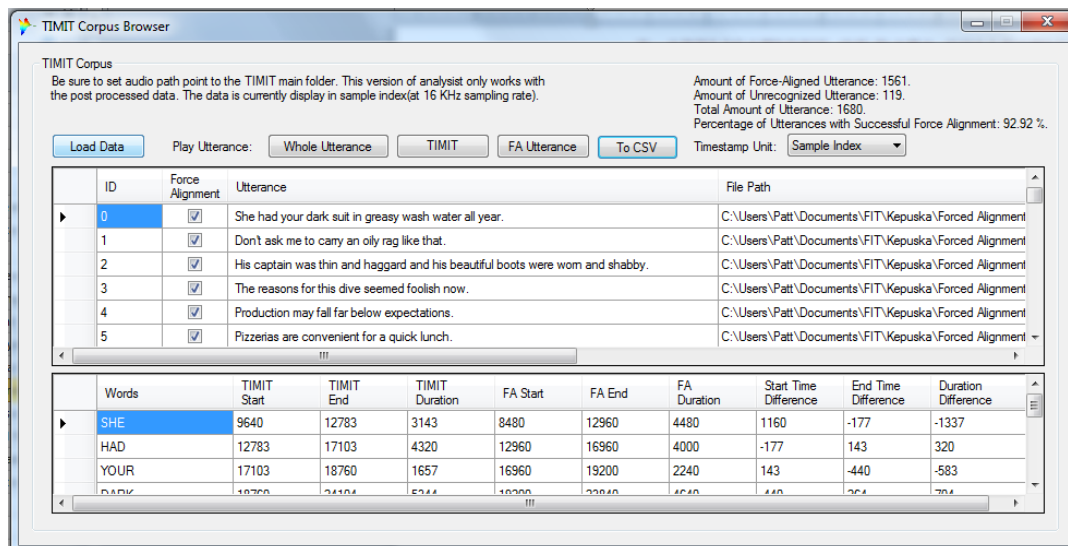 TIMIT Corpus Browser
TIMIT Corpus
Be sure to set audio path point to the TIMIT main folder. This version of analysist only works with
the post processed data. The data is currently display in sample index(at 16 KHz sampling rate).
Amount of Force-Aligned Utterance: 1561.
Amount of Unrecognized Utterance: 119.
Total Amount of Utterance: 1680.
Percentage of Utterances with Successful Force Alignment: 92.92 %.
Load Data Play Utterance: Whole Utterance TIMIT FA Utterance To CSV Timestamp Unit: Sample Index
ID Force Alignment Utterance File Path
0 She had your dark suit in greasy wash water all year. C:\Users\Patt\Documents\FIT\Kepuska\Forced Alignment
1 Don't ask me to carry an oily rag like that. C:\Users\Patt\Documents\FIT\Kepuska\Forced Alignment
2 His captain was thin and haggard and his beautiful boots were worn and shabby. C:\Users\Patt\Documents\FIT\Kepuska\Forced Alignment
3 The reasons for this dive seemed foolish now. C:\Users\Patt\Documents\FIT\Kepuska\Forced Alignment
4 Production may fall far below expectations. C:\Users\Patt\Documents\FIT\Kepuska\Forced Alignment
5 Pizzerias are convenient for a quick lunch. C:\Users\Patt\Documents\FIT\Kepuska\Forced Alignment
Words TIMIT Start TIMIT End TIMIT Duration FA Start FA End FA Duration Start Time Difference End Time Difference Duration Difference
SHE 9640 12783 3143 8480 12960 4480 1160 -177 -1337
HAD 12783 17103 4320 12960 16960 4000 -177 143 320
YOUR 17103 18760 1657 16960 19200 2240 143 -440 -583